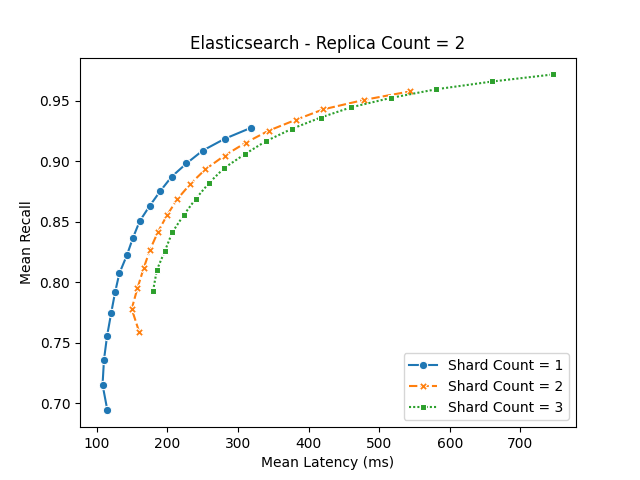 Elasticsearch - Replica Count = 2
Mean Recall
0.95
0.90
0.85
0.80
0.75
0.70
Shard Count = 1
Shard Count = 2
Shard Count = 3
100 200 300 400 500 600 700
Mean Latency (ms)